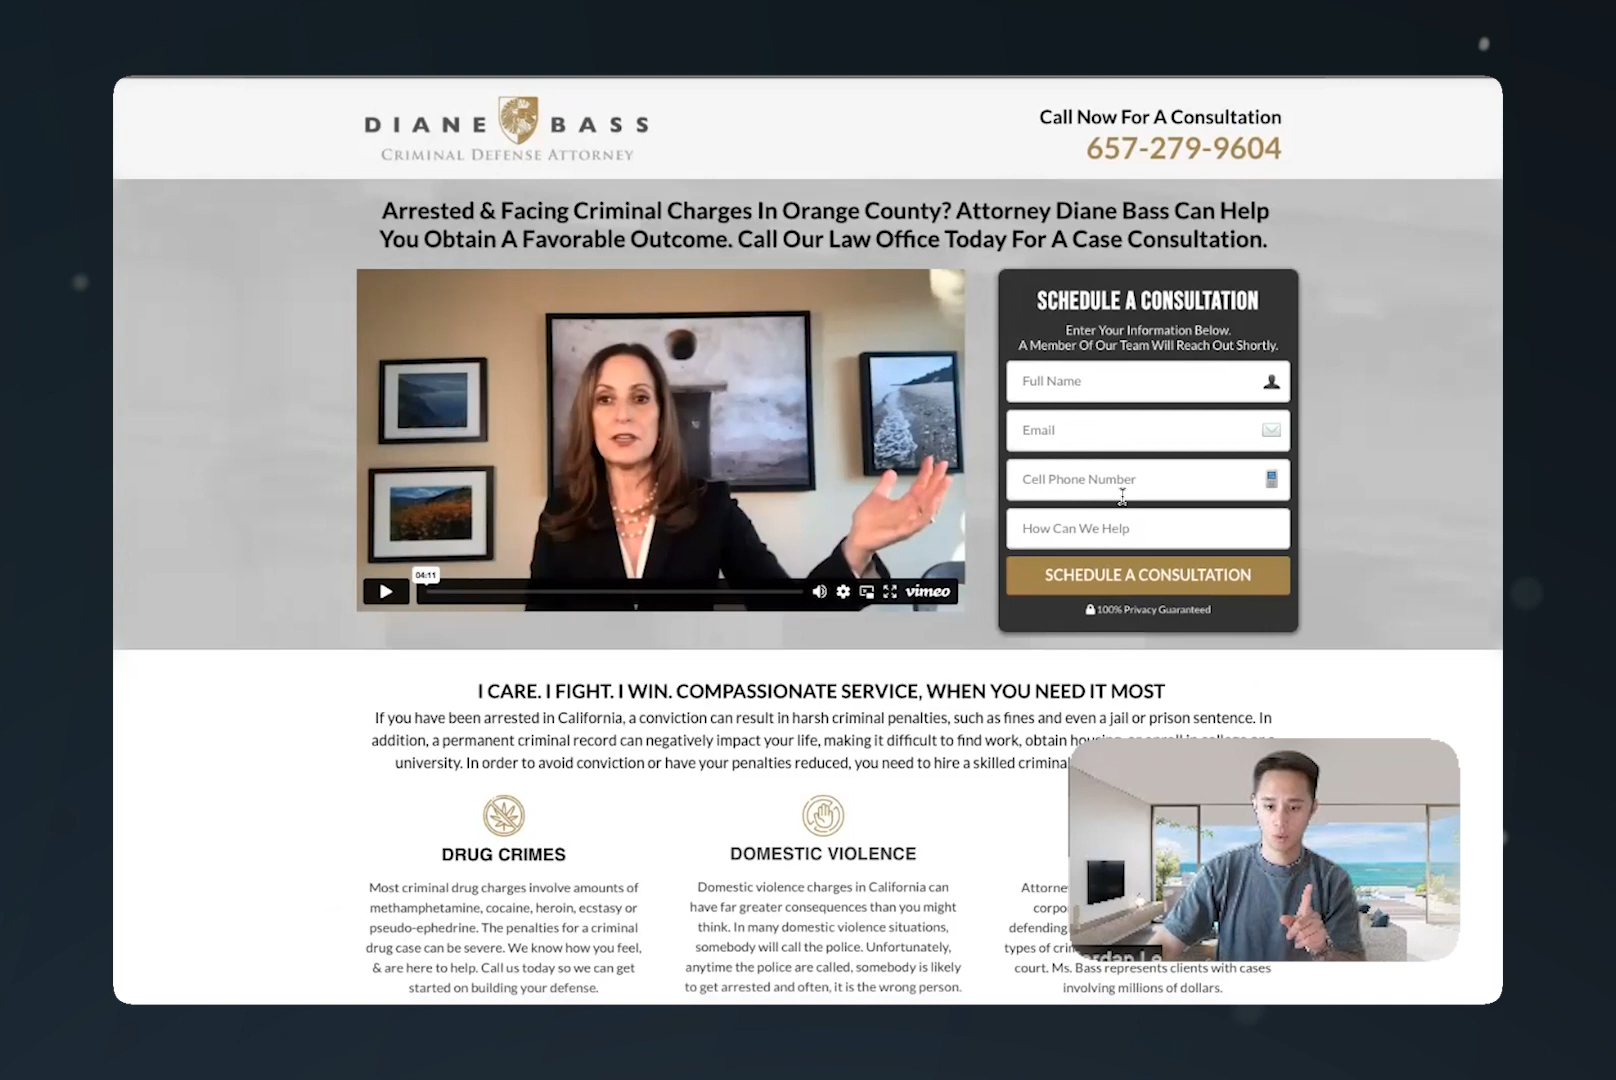 DIANE BASS
CRIMINAL DEFENSE ATTORNEY
Call Now For A Consultation
657-279-9604
Arrested & Facing Criminal Charges In Orange County? Attorney Diane Bass Can Help
You Obtain A Favorable Outcome. Call Our Law Office Today For A Case Consultation.
04:11
vimeo
SCHEDULE A CONSULTATION
Enter Your Information Below.
A Member Of Our Team Will Reach Out Shortly.
Full Name
Email
Cell Phone Number
How Can We Help
SCHEDULE A CONSULTATION
100% Privacy Guaranteed
I CARE. I FIGHT. I WIN. COMPASSIONATE SERVICE, WHEN YOU NEED IT MOST
If you have been arrested in California, a conviction can result in harsh criminal penalties, such as fines and even a jail or prison sentence. In
addition, a permanent criminal record can negatively impact your life, making it difficult to find work, obtain
university. In order to avoid conviction or have your penalties reduced, you need to hire a skilled criminal
DRUG CRIMES
Most criminal drug charges involve amounts of
methamphetamine, cocaine, heroin, ecstasy or
pseudo-ephedrine. The penalties for a criminal
drug case can be severe. We know how you feel,
& are here to help. Call us today so we can get
started on building your defense.
DOMESTIC VIOLENCE
Domestic violence charges in California can
have far greater consequences than you might
think. In many domestic violence situations,
somebody will call the police. Unfortunately,
anytime the police are called, somebody is likely
to get arrested and often, it is the wrong person.
defending
types of
court. Ms. Bass represents clients with cases
involving millions of dollars.